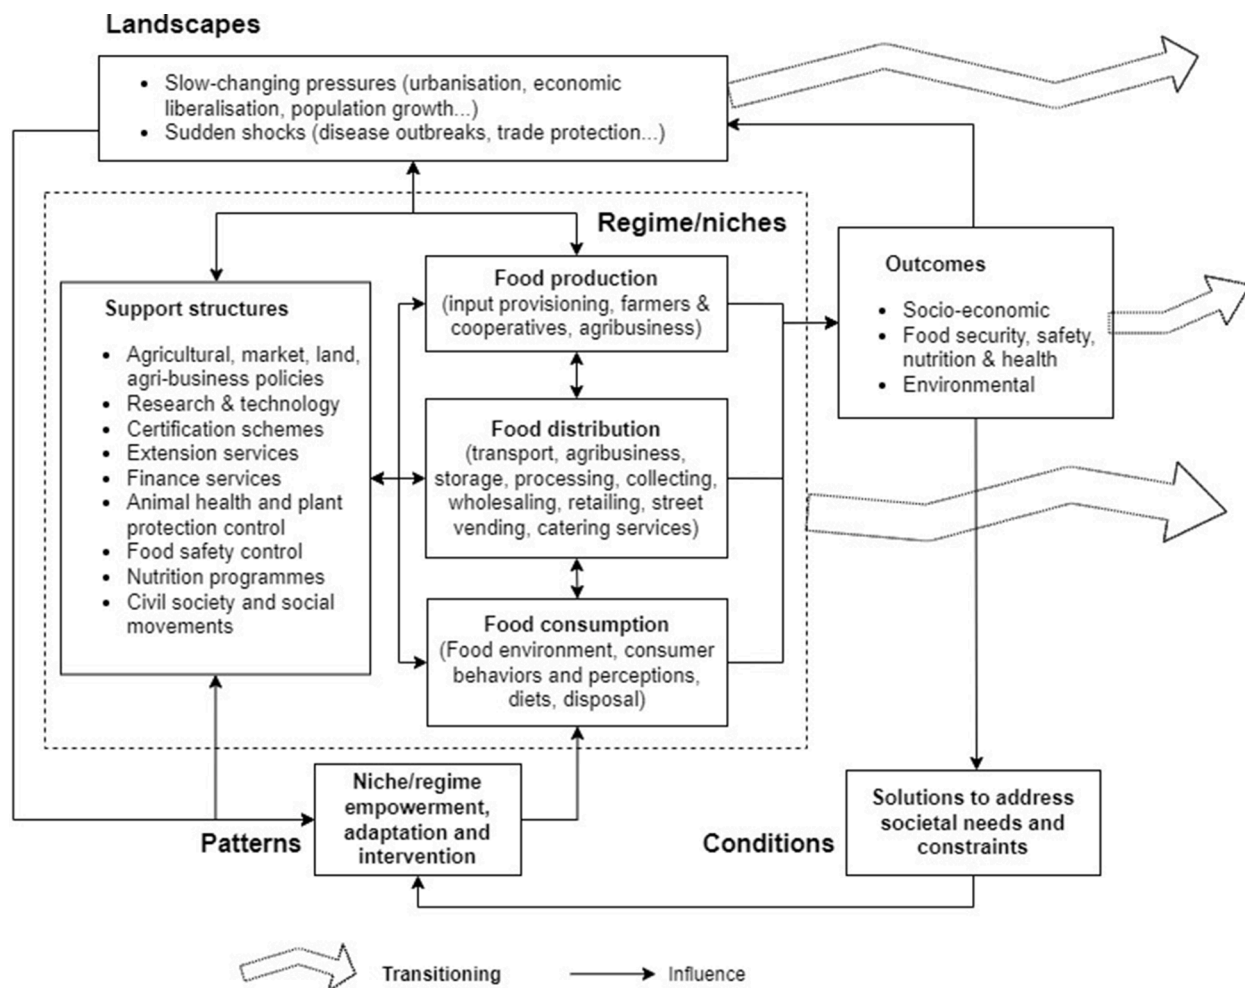 Landscapes
• Slow-changing pressures (urbanisation, economic
liberalisation, population growth...)
• Sudden shocks (disease outbreaks, trade protection...)
Regime/niches
Support structures
• Agricultural, market, land,
agri-business policies
• Research & technology
• Certification schemes
• Extension services
• Finance services
• Animal health and plant
protection control
• Food safety control
• Nutrition programmes
• Civil society and social
movements
Food production
(input provisioning, farmers &
cooperatives, agribusiness)
Food distribution
(transport, agribusiness,
storage, processing, collecting,
wholesaling, retailing, street
vending, catering services)
Food consumption
(Food environment, consumer
behaviors and perceptions,
diets, disposal)
Outcomes
• Socio-economic
• Food security, safety,
nutrition & health
• Environmental
Patterns
Niche/regime
empowerment,
adaptation and
intervention
Conditions
Solutions to address
societal needs and
constraints
Transitioning
Influence